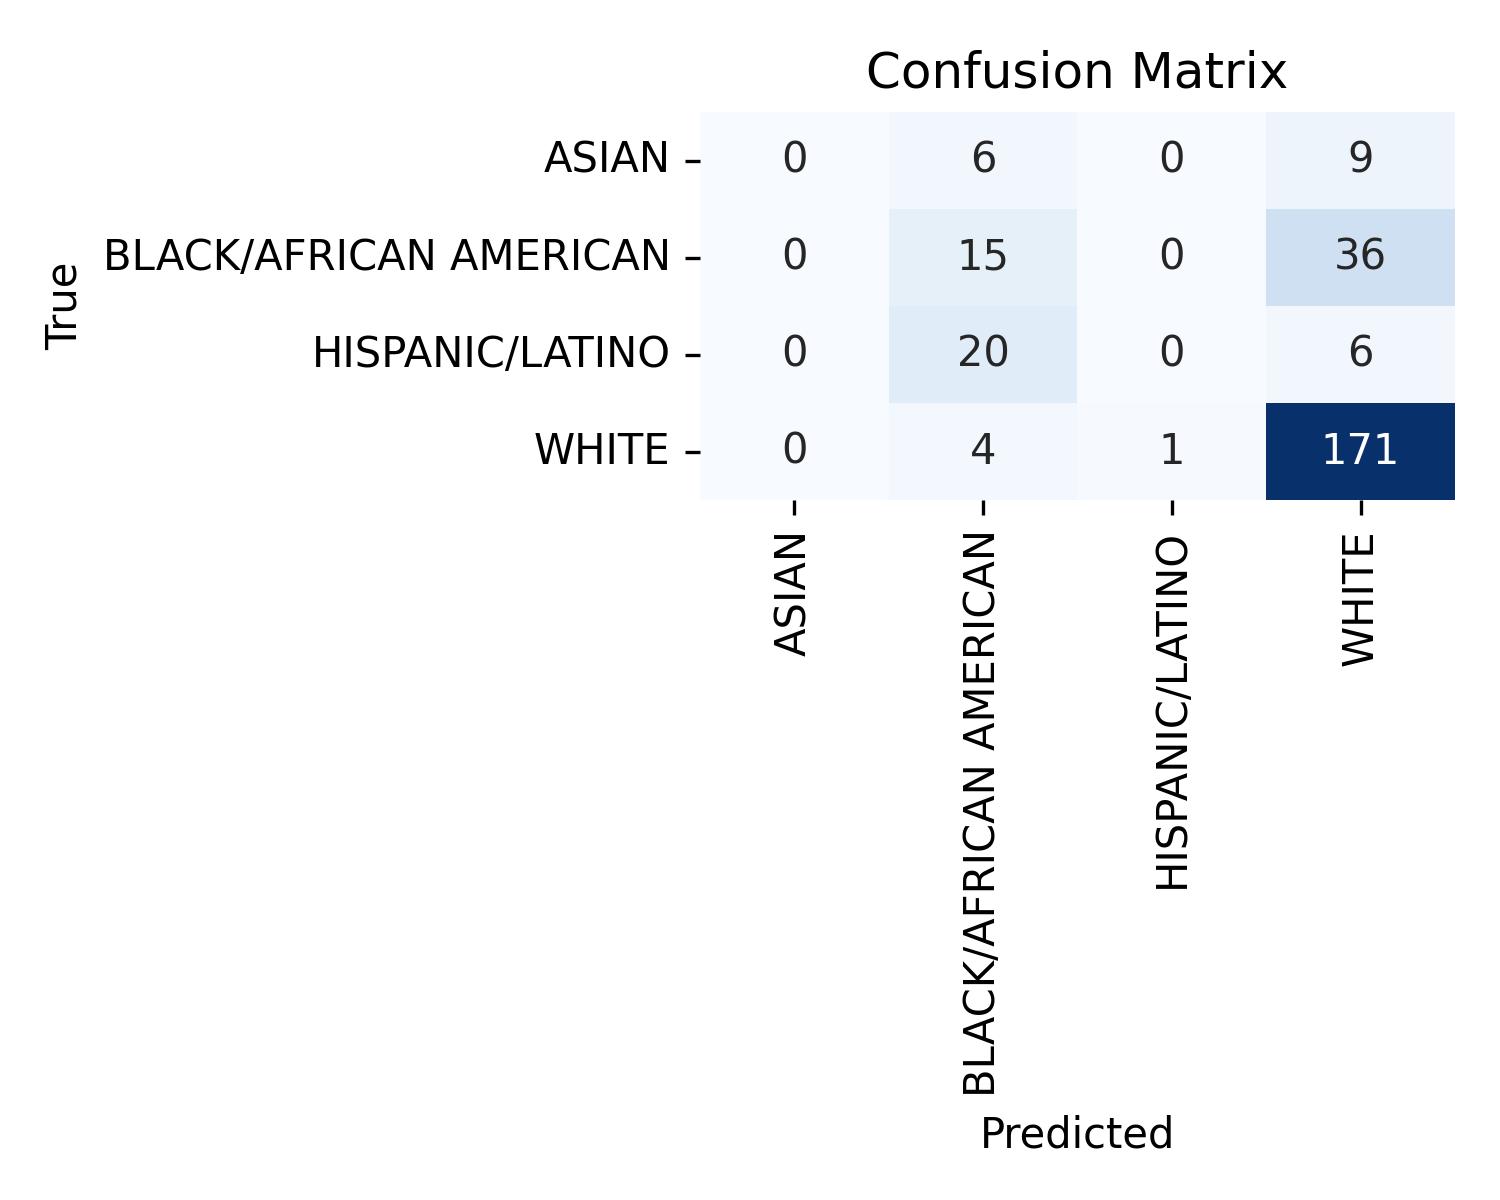 Confusion Matrix
True
ASIAN 0 6 0 9
BLACK/AFRICAN AMERICAN 0 15 0 36
HISPANIC/LATINO 0 20 0 6
WHITE 0 4 1 171
ASIAN
BLACK/AFRICAN AMERICAN
HISPANIC/LATINO
WHITE
Predicted